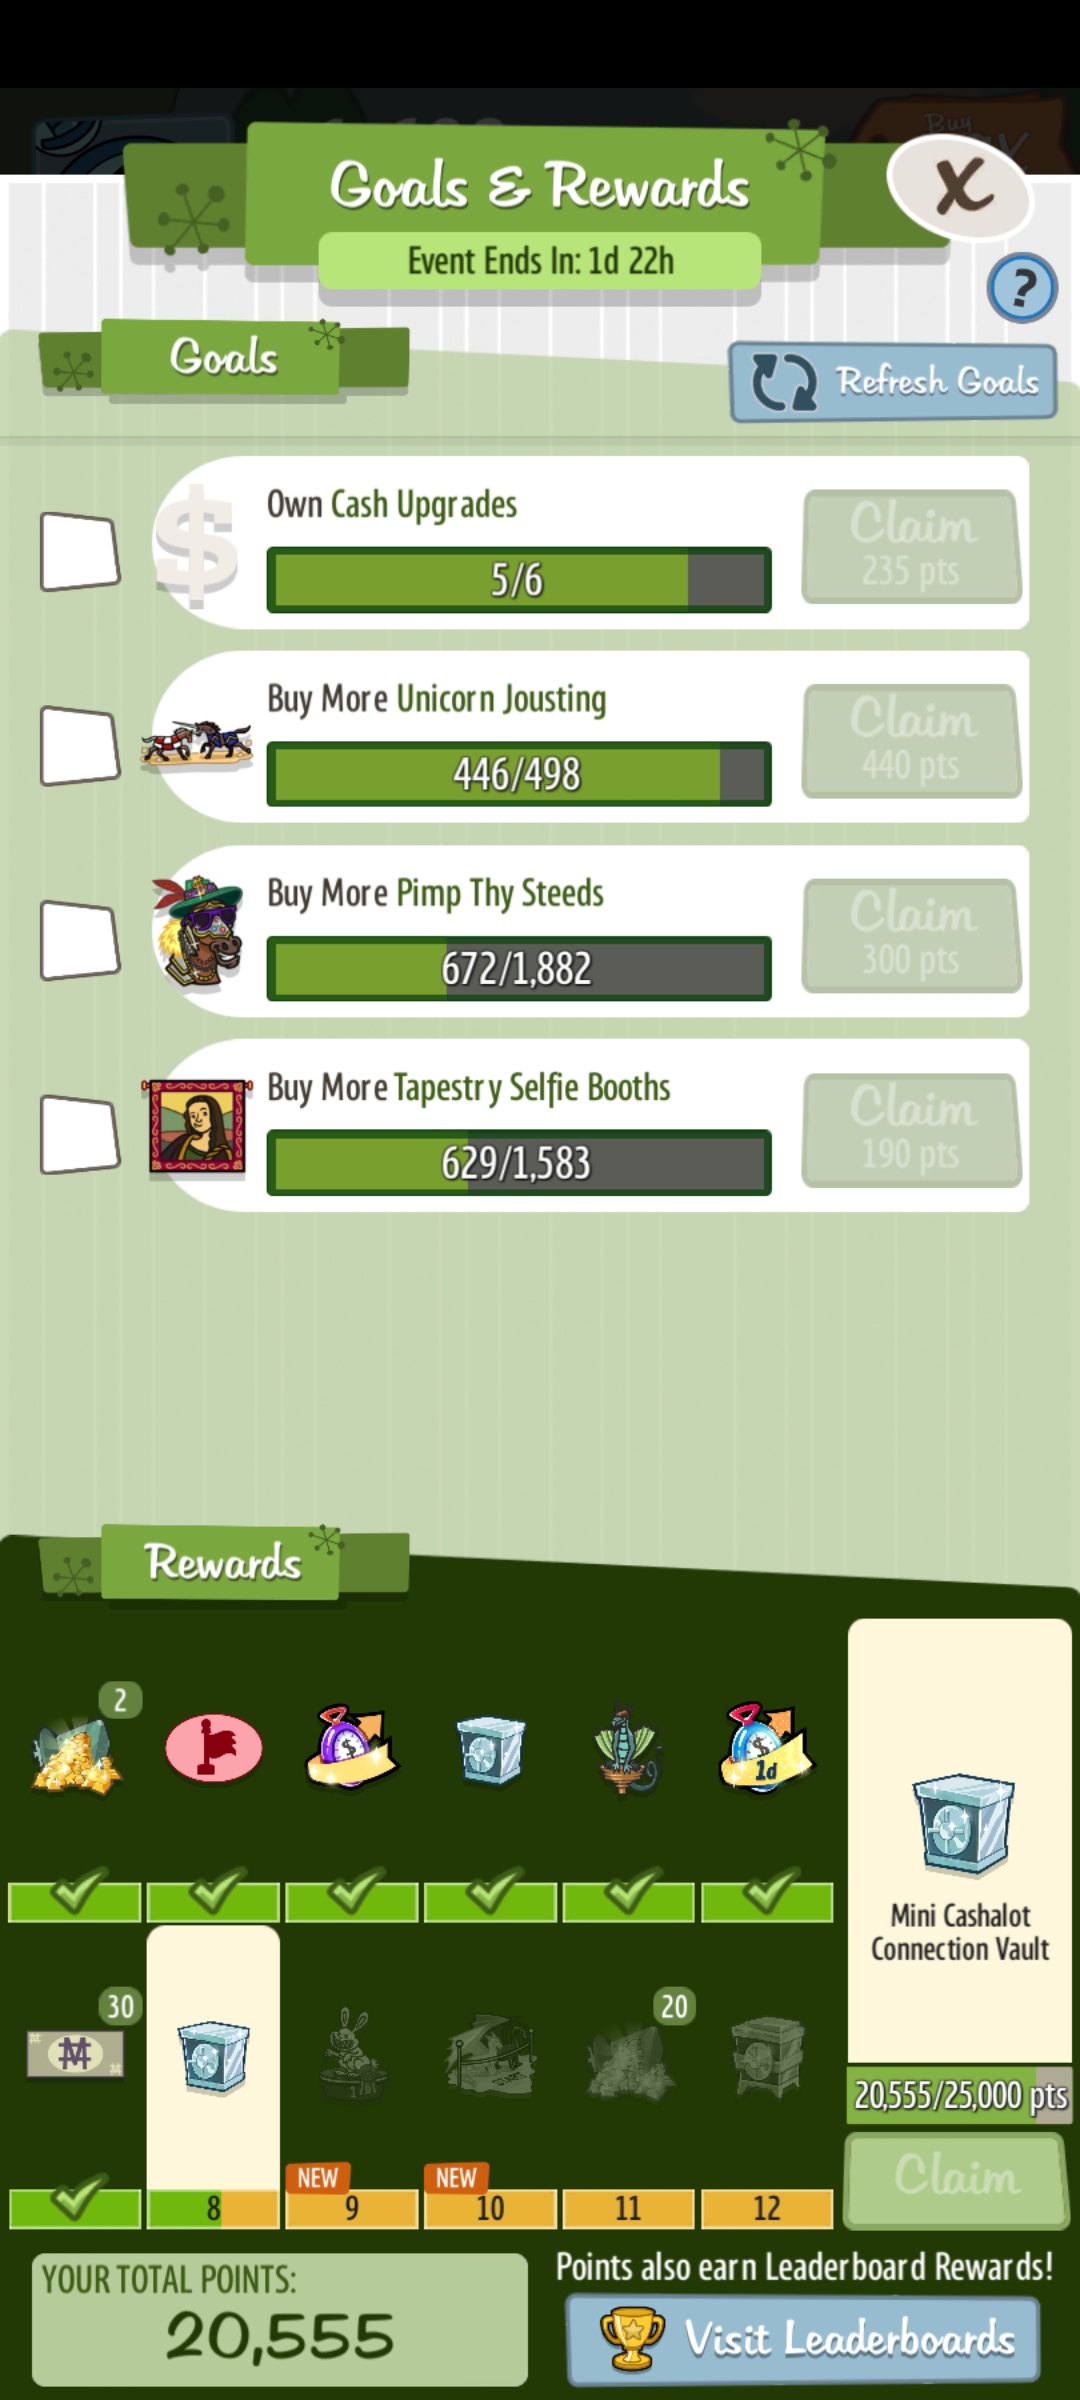 Buy
Goals & Rewards
X
Event Ends In: 1d 22h
?
Goals
Refresh Goals
Own Cash Upgrades
5/6
Claim
235 pts
Buy More Unicorn Jousting
446/498
Claim
440 pts
Buy More Pimp Thy Steeds
672/1,882
Claim
300 pts
Buy More Tapestry Selfie Booths
629/1,583
Claim
190 pts
Rewards
2
1d
30
20
Mini Cashalot
Connection Vault
20,555/25,000 pts
Claim
8
NEW
9
NEW
10
11
12
YOUR TOTAL POINTS:
20,555
Points also earn Leaderboard Rewards!
Visit Leaderboards